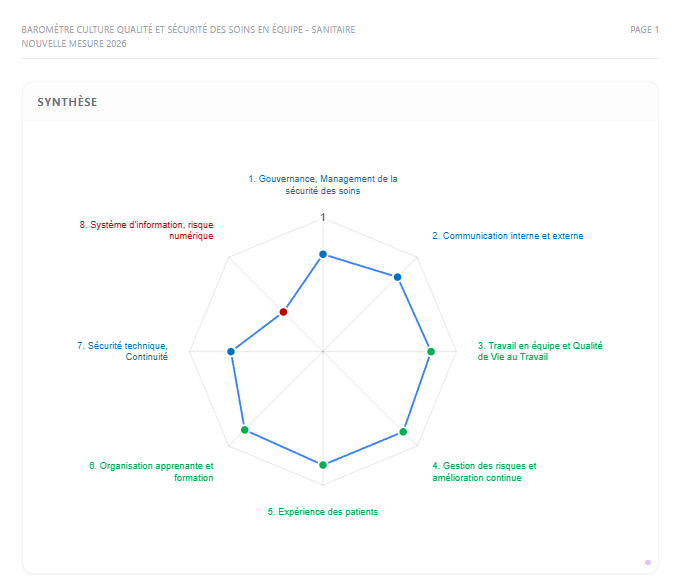 BAROMÈTRE CULTURE QUALITÉ ET SÉCURITÉ DES SOINS EN ÉQUIPE - SANITAIRE
NOUVELLE MESURE 2026
PAGE 1
SYNTHÈSE
1. Gouvernance, Management de la
sécurité des soins
1
8. Système d'information, risque
numérique
2. Communication interne et externe
7. Sécurité technique,
Continuité
3. Travail en équipe et Qualité
de Vie au Travail
6. Organisation apprenante et
formation
4. Gestion des risques et
amélioration continue
5. Expérience des patients